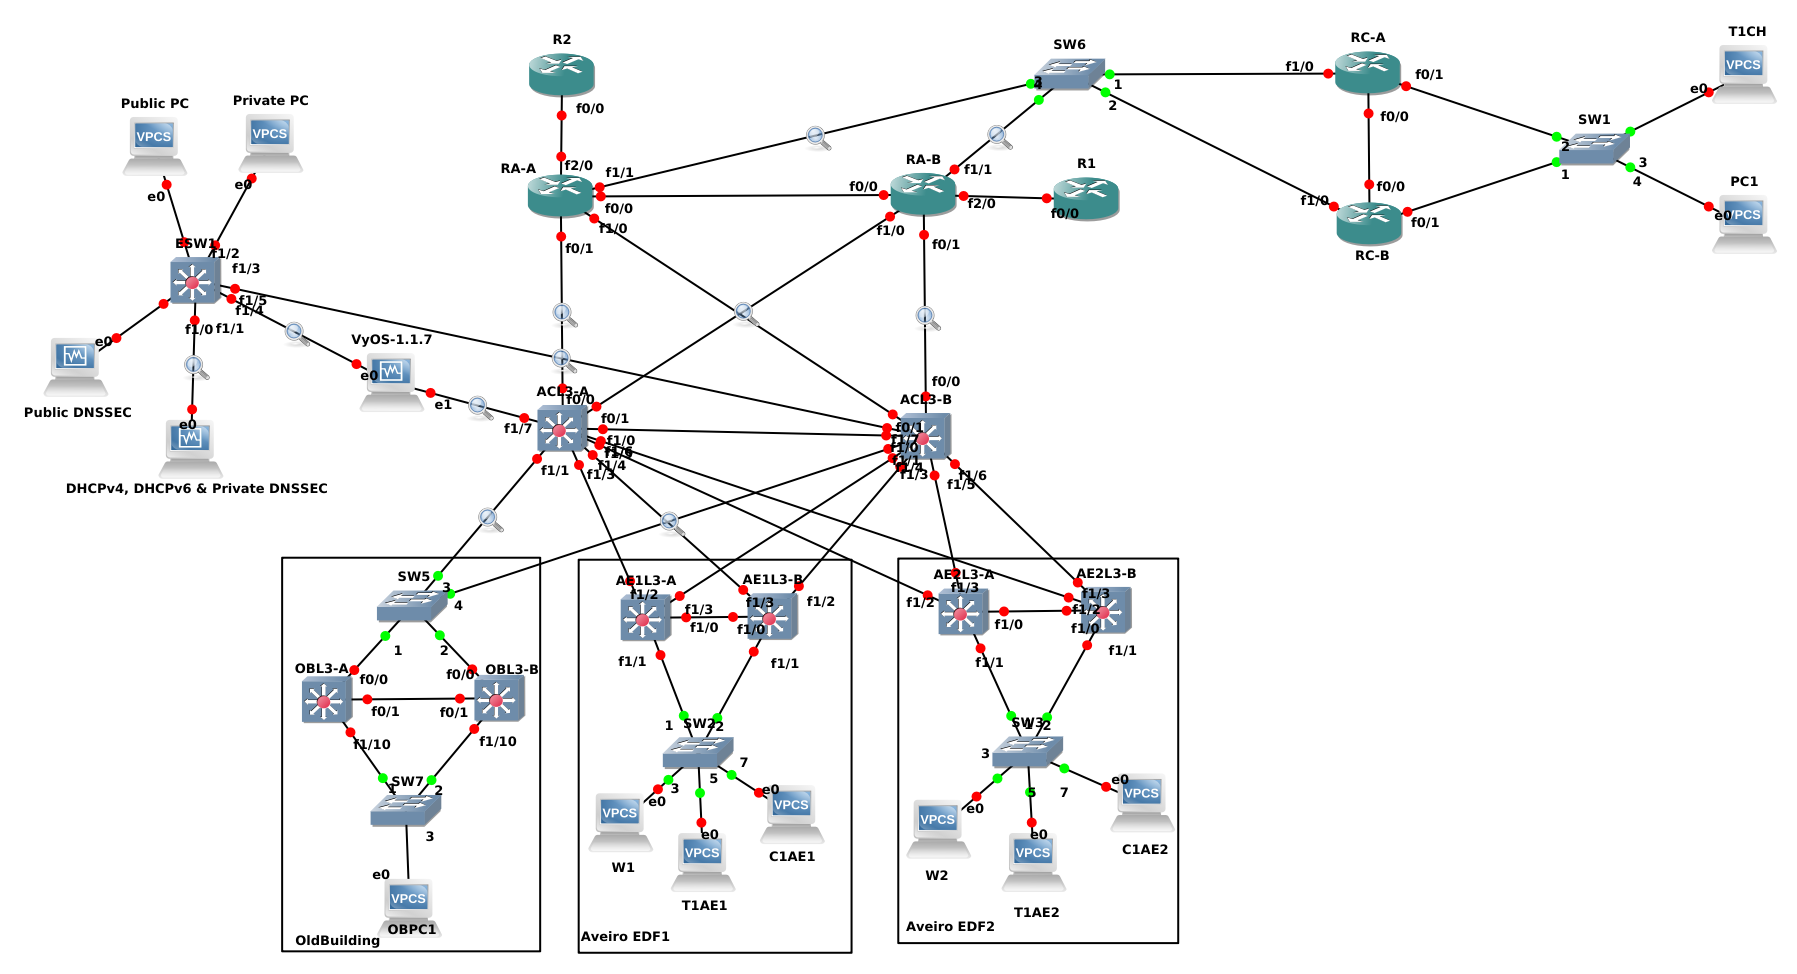 R2
f0/0
f2/0
RA-A
f1/1
f0/0
f1/0
f0/1
SW6
3
4
1
2
f1/0
RC-A
f0/1
f0/0
f0/0
f1/0
f0/1
RC-B
SW1
2
1
3
4
T1CH
VPCS
e0
PC1
VPCS
e0
RA-B
f1/1
f0/0
f2/0
f1/0
f0/1
R1
f0/0
Public PC
VPCS
e0
Private PC
VPCS
e0
ESW1
f1/2
f1/3
f1/5
f1/4
f1/0
f1/1
e0
Public DNSSEC
e0
DHCPv4, DHCPv6 & Private DNSSEC
VyOS-1.1.7
e0
e1
ACL3-A
f0/0
f0/1
f1/7
f1/0
f1/6
f1/4
f1/3
f1/1
ACL3-B
f0/0
f0/1
f1/7
f1/0
f1/1
f1/4
f1/3
f1/5
f1/6
SW5
3
4
1
2
OBL3-A
f0/0
f0/1
f1/10
OBL3-B
f0/0
f0/1
f1/10
SW7
1
2
3
e0
VPCS
OBPC1
OldBuilding
AE1L3-A
f1/2
f1/3
f1/0
f1/1
AE1L3-B
f1/3
f1/2
f1/0
f1/1
SW2
1
2
3
5
7
e0
VPCS
W1
e0
VPCS
T1AE1
e0
VPCS
C1AE1
Aveiro EDF1
AE2L3-A
f1/3
f1/2
f1/0
f1/1
AE2L3-B
f1/3
f1/2
f1/0
f1/1
SW3
1
2
3
5
7
e0
VPCS
W2
e0
VPCS
T1AE2
e0
VPCS
C1AE2
Aveiro EDF2